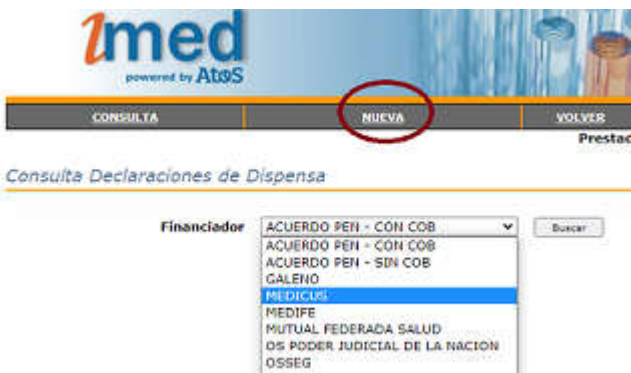 imed
powered by AtoS
CONSULTA NUEVA VOLVER
Prestac
Consulta Declaraciones de Dispensa
Financiador ACUERDO PEN - CON COB Buscar
ACUERDO PEN - CON COB
ACUERDO PEN - SIN COB
GALENO
MEDICUS
MEDIFE
MUTUAL FEDERADA SALUD
OS PODER JUDICIAL DE LA NACION
OSSEG